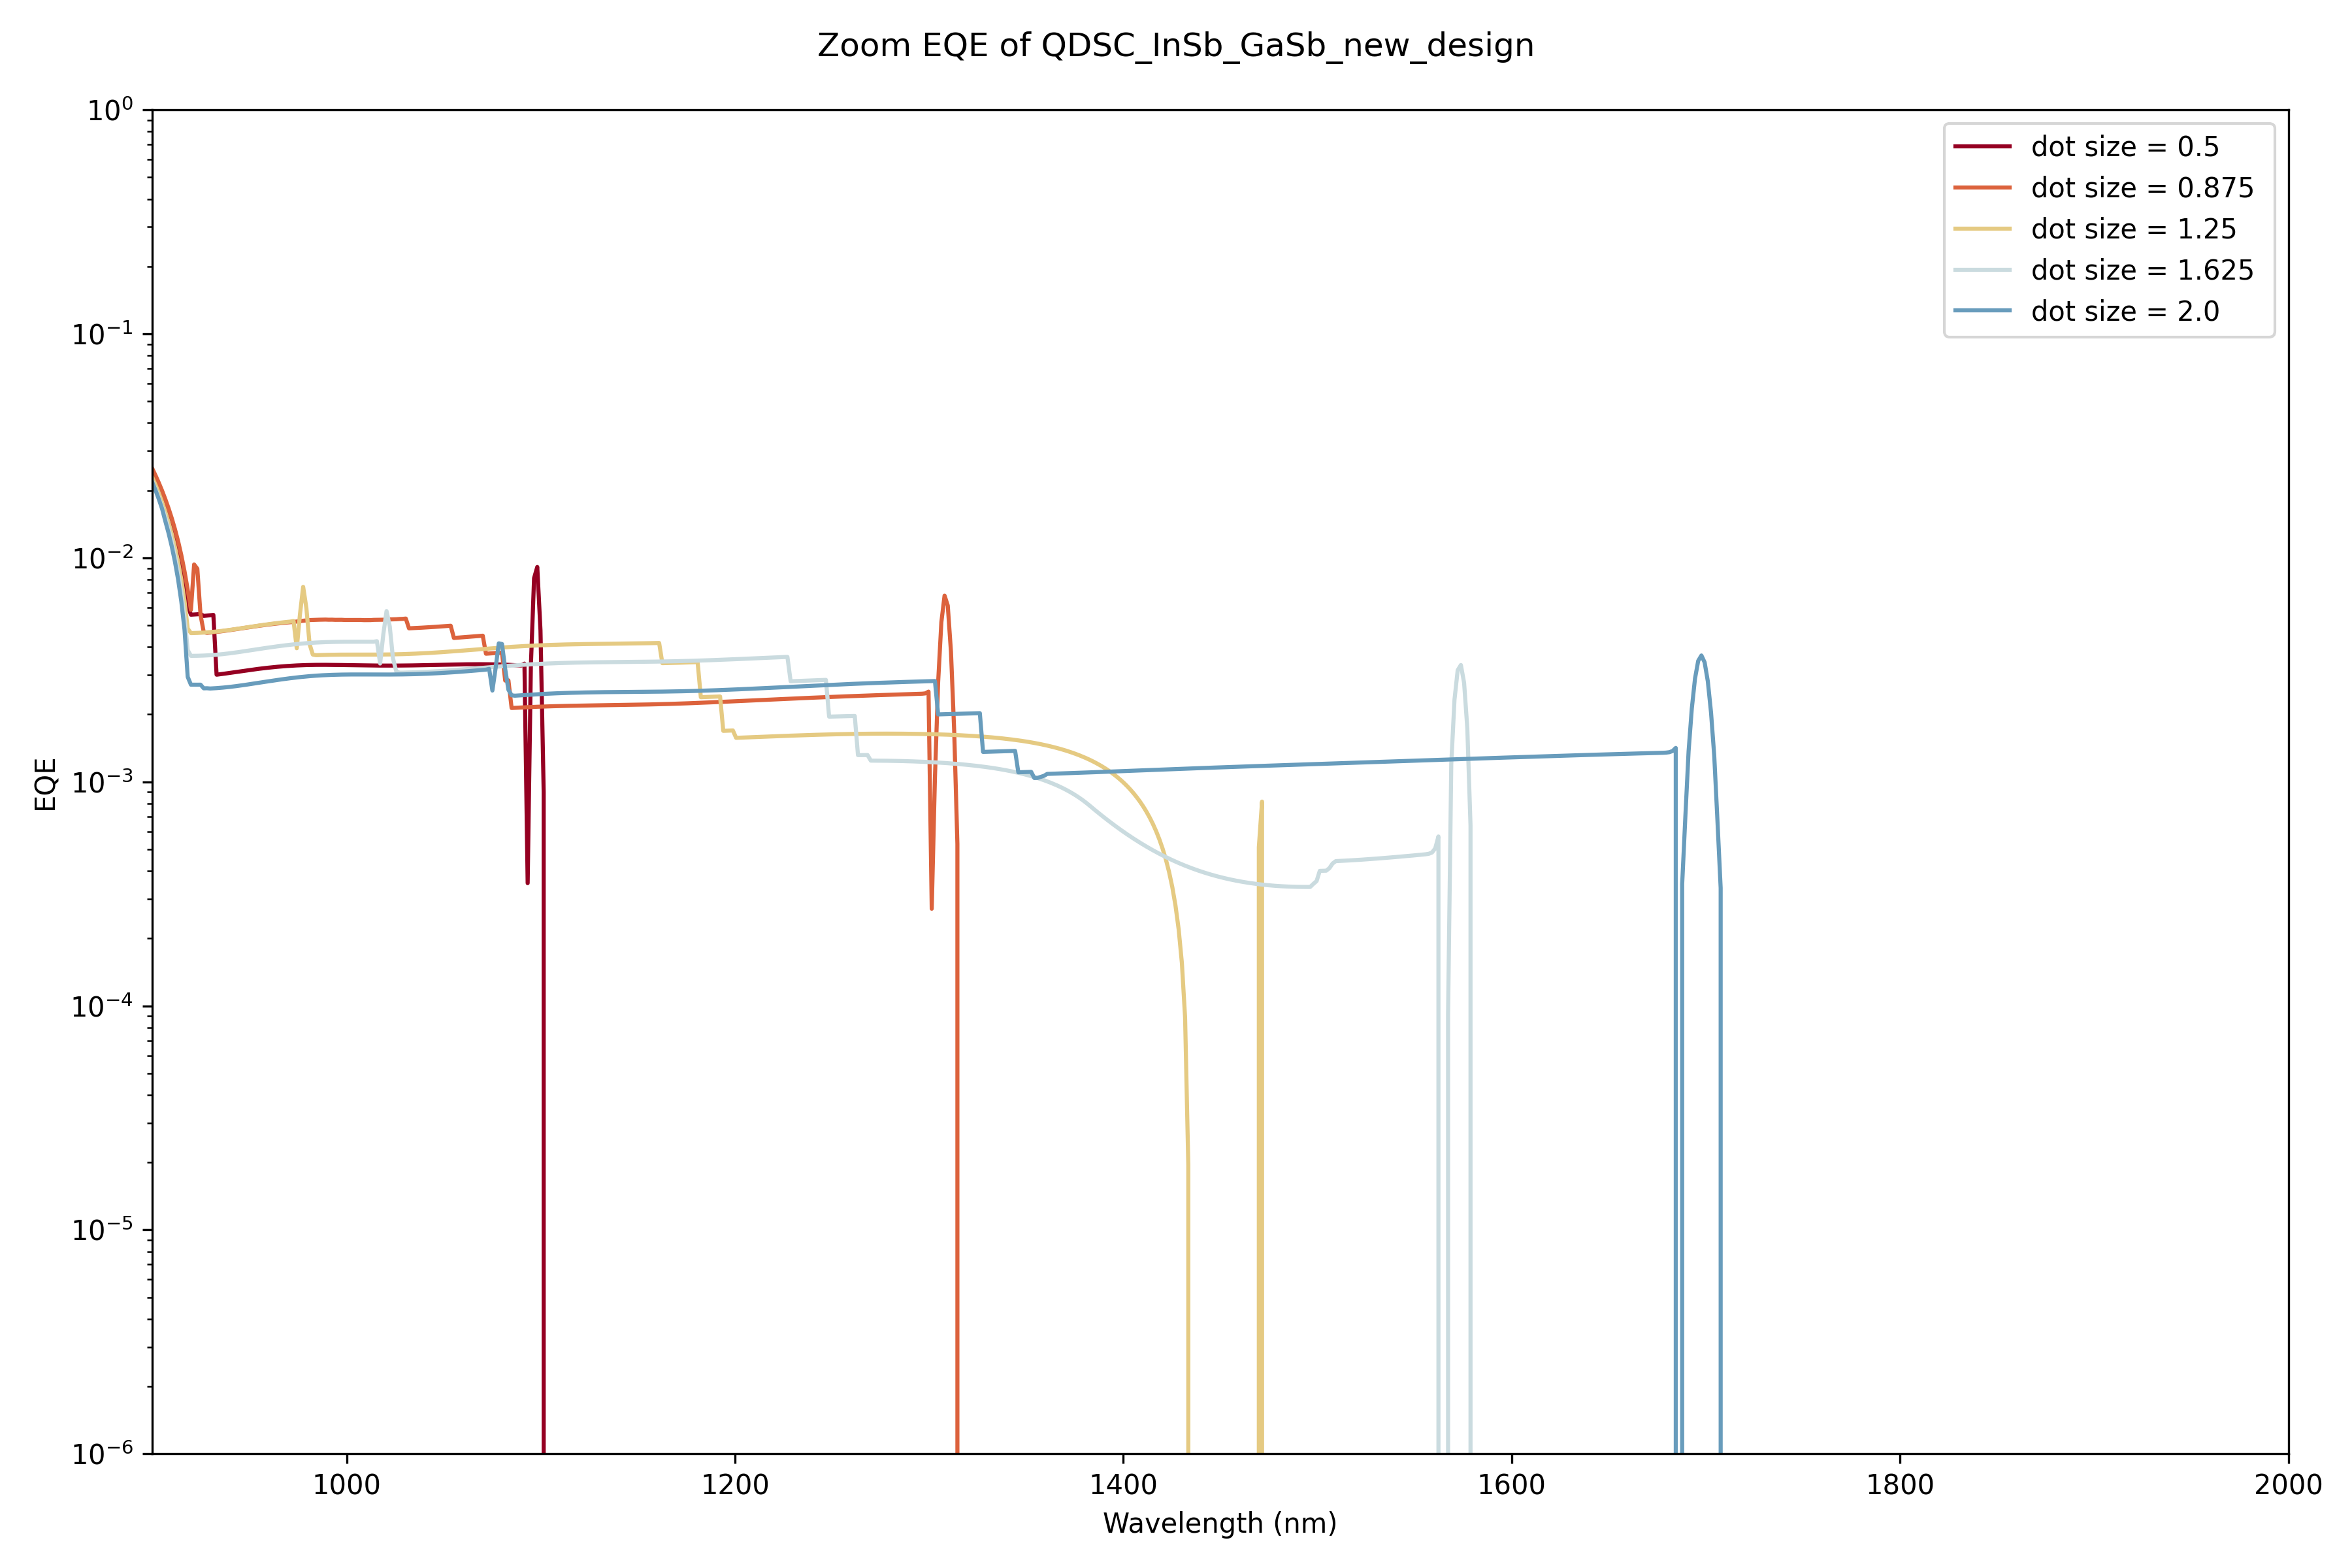 Zoom EQE of QDSC_InSb_GaSb_new_design
10⁰
10⁻¹
10⁻²
10⁻³
10⁻⁴
10⁻⁵
10⁻⁶
EQE
dot size = 0.5
dot size = 0.875
dot size = 1.25
dot size = 1.625
dot size = 2.0
1000 1200 1400 1600 1800 2000
Wavelength (nm)